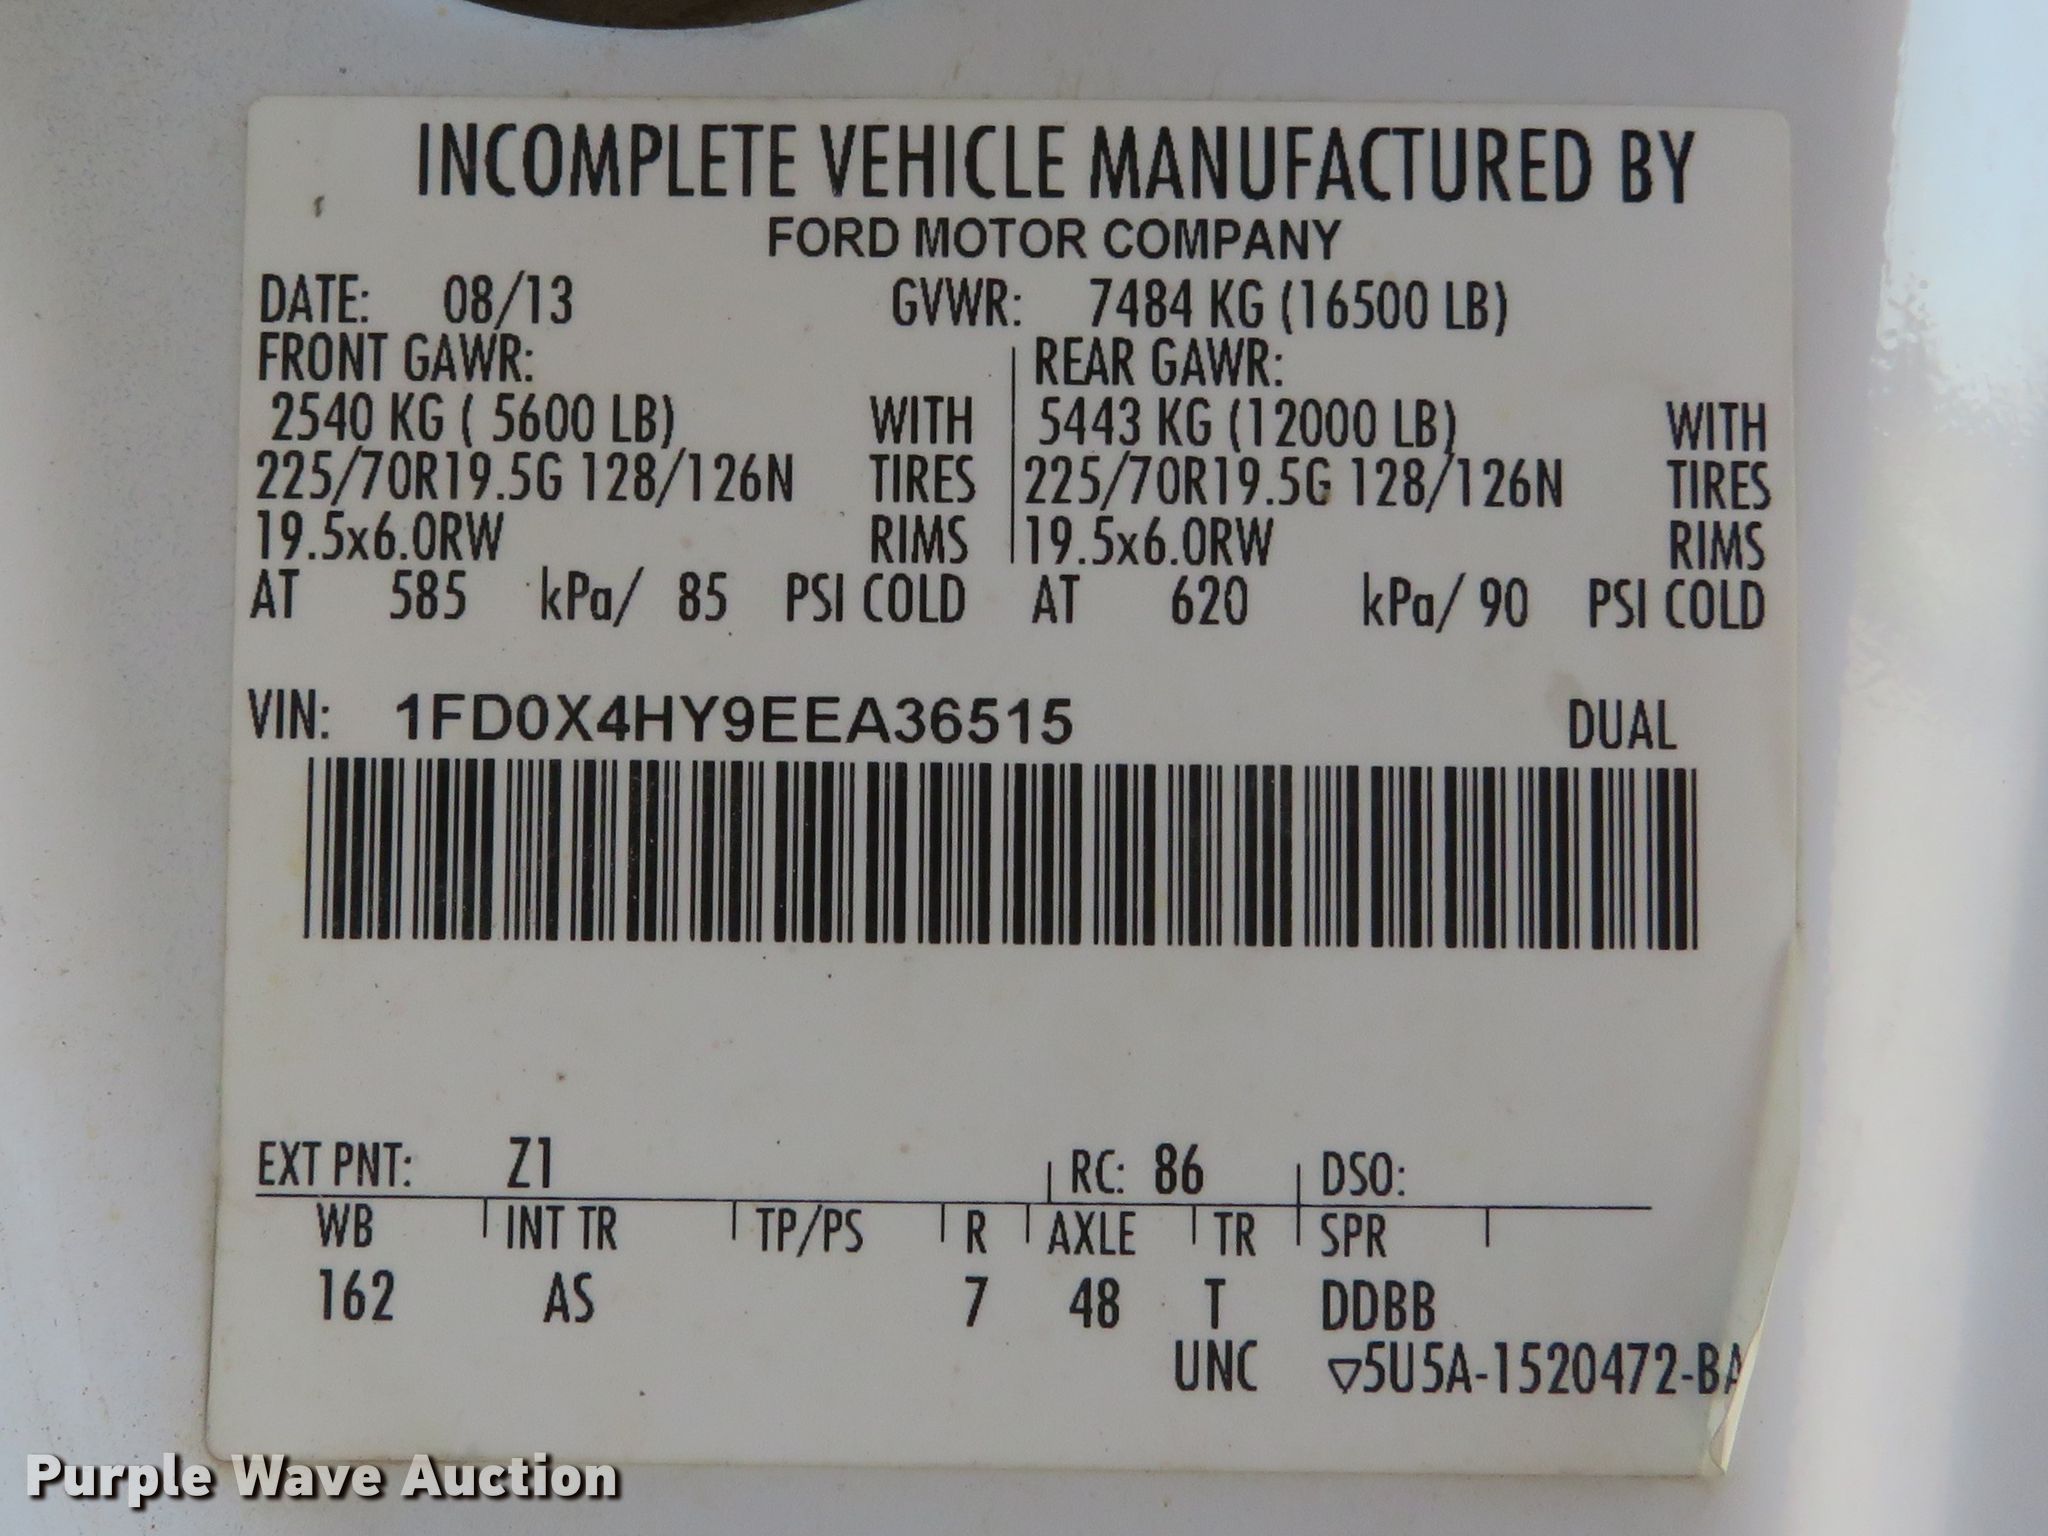 INCOMPLETE VEHICLE MANUFACTURED BY
FORD MOTOR COMPANY
DATE: 08/13 GVWR: 7484 KG (16500 LB)
FRONT GAWR: REAR GAWR:
2540 KG ( 5600 LB) WITH 5443 KG (12000 LB) WITH
225/70R19.5G 128/126N TIRES 225/70R19.5G 128/126N TIRES
19.5x6.0RW RIMS 19.5x6.0RW RIMS
AT 585 kPa/ 85 PSI COLD AT 620 kPa/ 90 PSI COLD
VIN: 1FD0X4HY9EEA36515 DUAL
EXT PNT: Z1 RC: 86 DSO:
WB INT TR TP/PS R AXLE TR SPR
162 AS 7 48 T DDBB
UNC ▽5U5A-1520472-BA
Purple Wave Auction